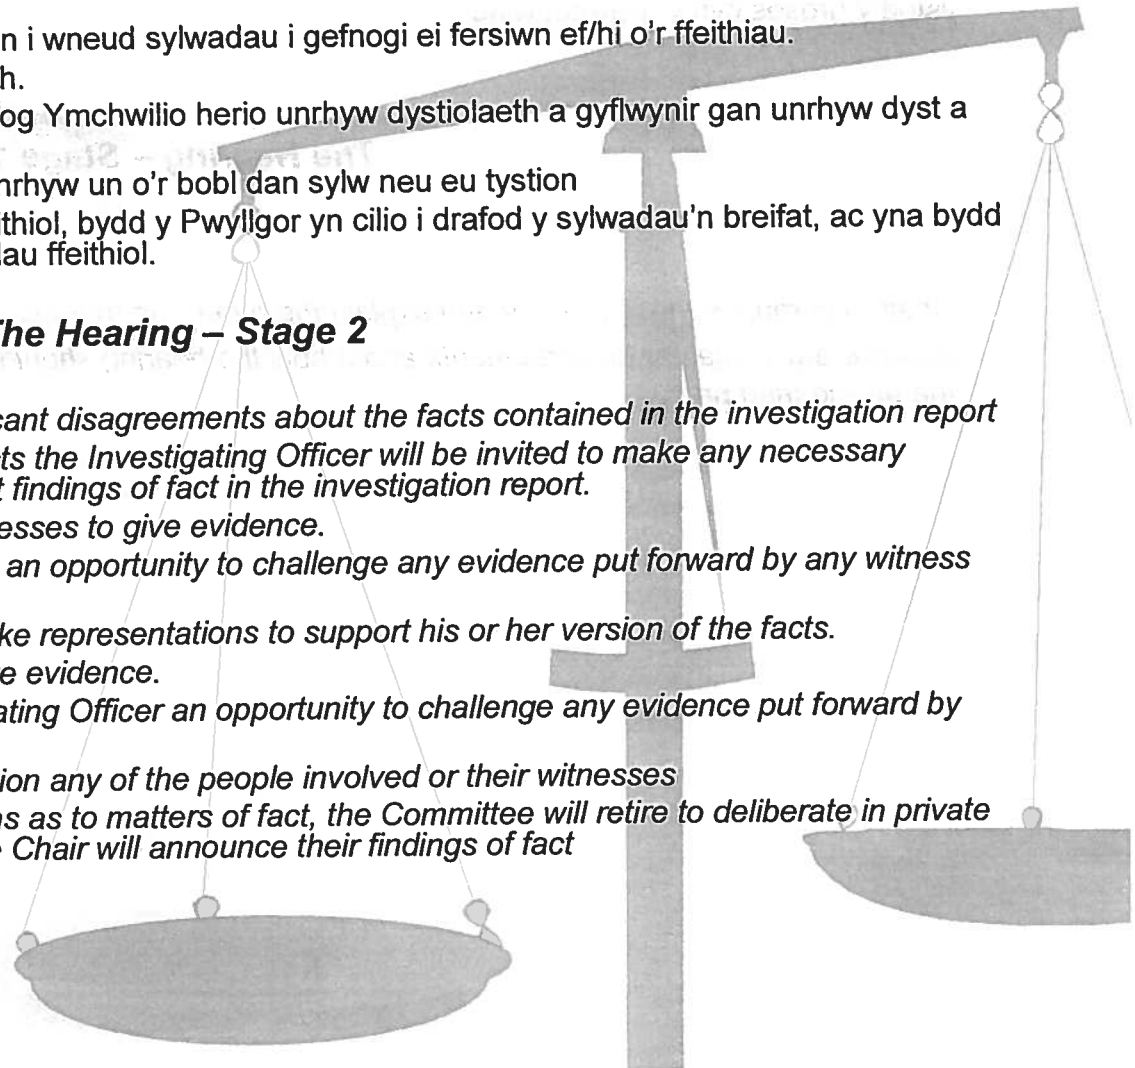 n i wneud sylwadau i gefnogi ei fersiwn ef/hi o'r ffeithiau.
h.
og Ymchwilio herio unrhyw dystiolaeth a gyflwynir gan unrhyw dyst a
nrhyw un o'r bobl dan sylw neu eu tystion
ithiol, bydd y Pwyllgor yn cilio i drafod y sylwadau'n breifat, ac yna bydd
lau ffeithiol.
The Hearing – Stage 2
cant disagreements about the facts contained in the investigation report
cts the Investigating Officer will be invited to make any necessary
t findings of fact in the investigation report.
esses to give evidence.
an opportunity to challenge any evidence put forward by any witness
ke representations to support his or her version of the facts.
e evidence.
ating Officer an opportunity to challenge any evidence put forward by
ion any of the people involved or their witnesses
ns as to matters of fact, the Committee will retire to deliberate in private
Chair will announce their findings of fact